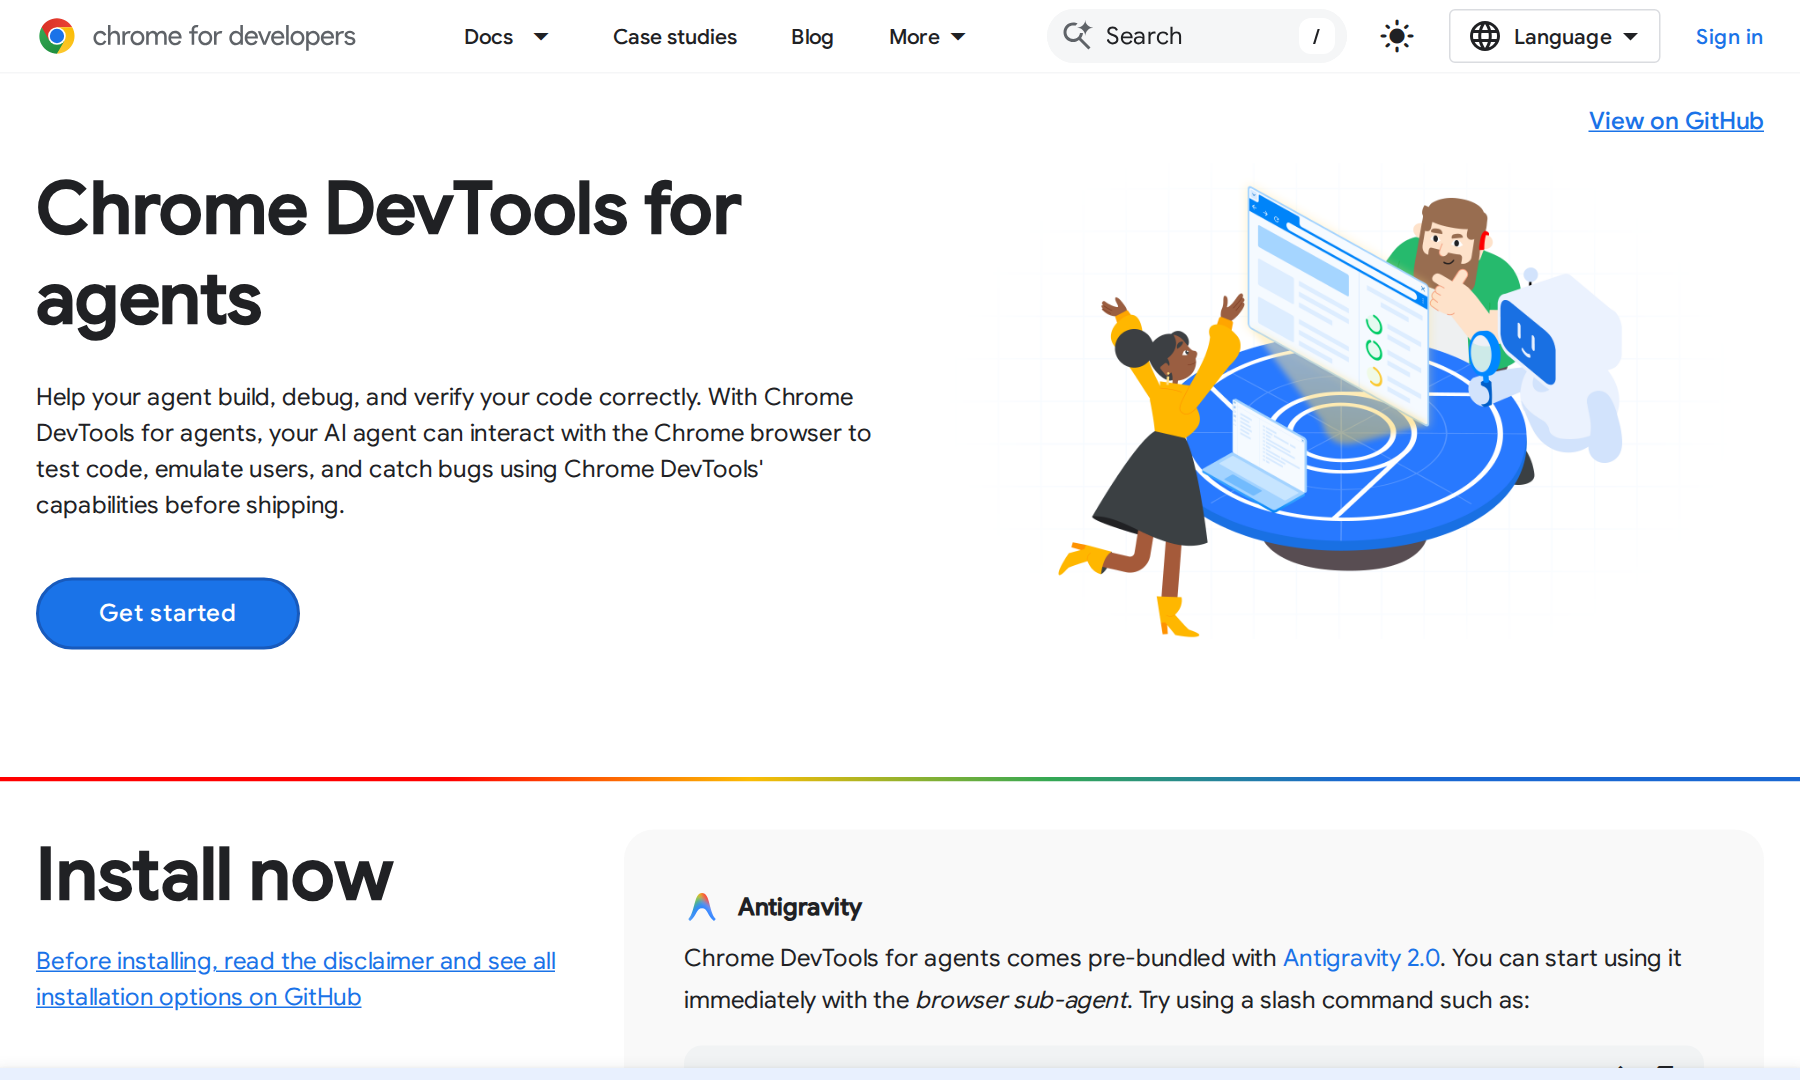 chrome for developers
Docs
Case studies
Blog
More
Search
/
Language
Sign in
View on GitHub
Chrome DevTools for
agents
Help your agent build, debug, and verify your code correctly. With Chrome
DevTools for agents, your AI agent can interact with the Chrome browser to
test code, emulate users, and catch bugs using Chrome DevTools'
capabilities before shipping.
Get started
Install now
Before installing, read the disclaimer and see all
installation options on GitHub
Antigravity
Chrome DevTools for agents comes pre-bundled with Antigravity 2.0. You can start using it
immediately with the browser sub-agent. Try using a slash command such as: